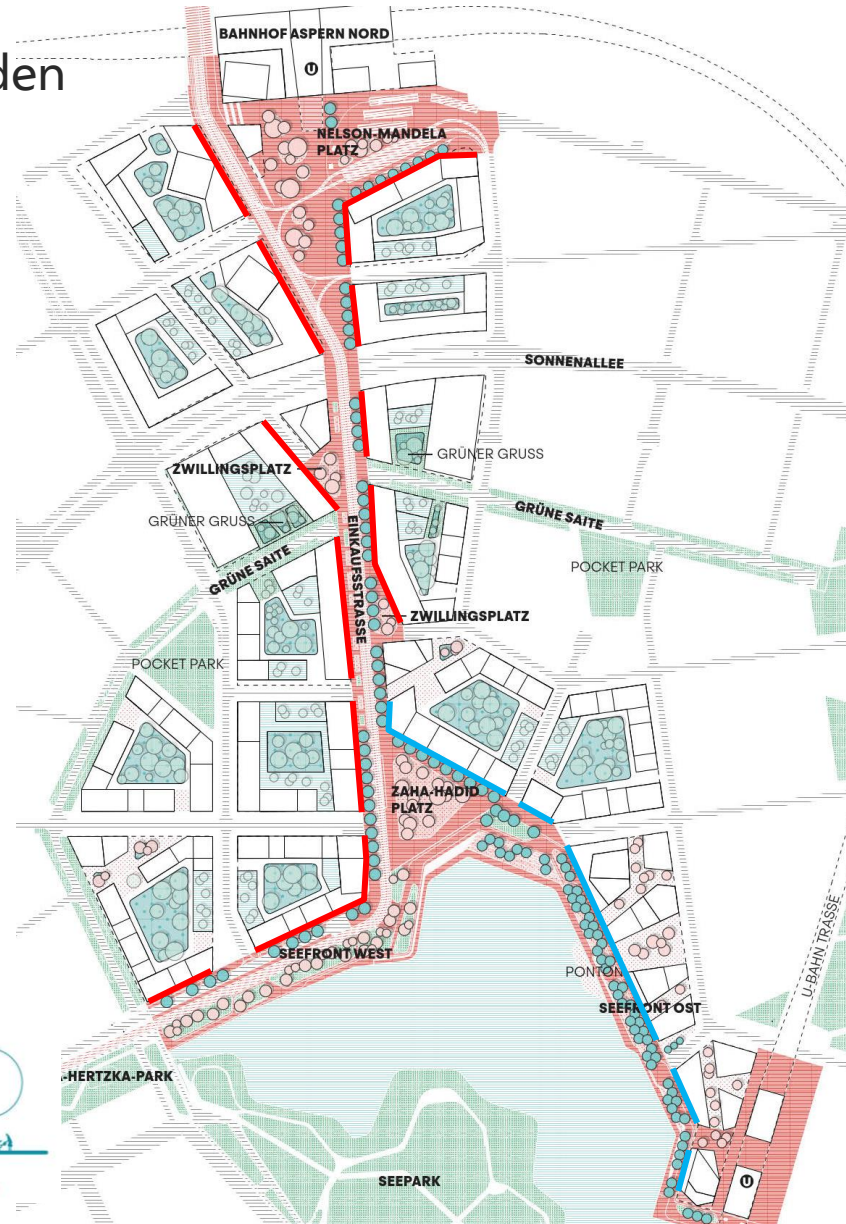 den
BAHNHOF ASPERN NORD
U
NELSON-MANDELA
PLATZ
SONNENALLEE
GRÜNER GRUSS
ZWILLINGSPLATZ
GRÜNER GRUSS
GRÜNE SAITE
EINKAUFSSTRASSE
GRÜNE SAITE
POCKET PARK
ZWILLINGSPLATZ
POCKET PARK
ZAHA-HADID
PLATZ
U-BAHN TRASSE
SEEFRONT WEST
PONTON
SEEFRONT OST
-HERTZKA-PARK
SEEPARK
U